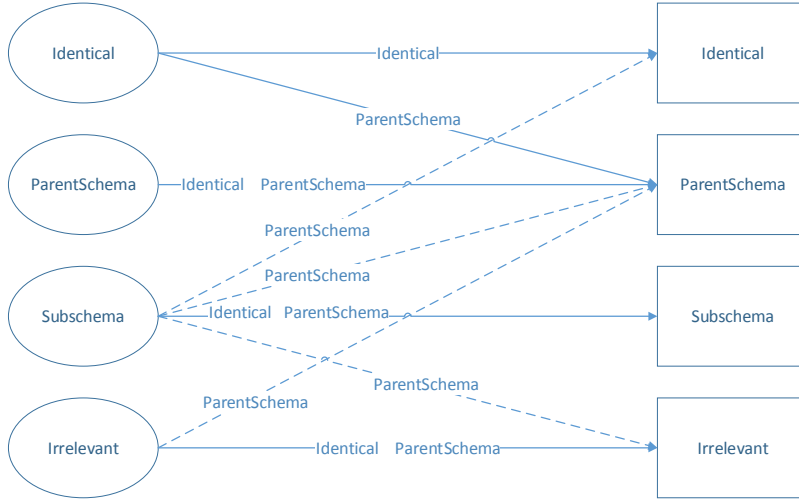 Identical Identical Identical
ParentSchema
ParentSchema Identical ParentSchema ParentSchema
ParentSchema
ParentSchema
Subschema Identical ParentSchema Subschema
ParentSchema
ParentSchema
Irrelevant Identical ParentSchema Irrelevant